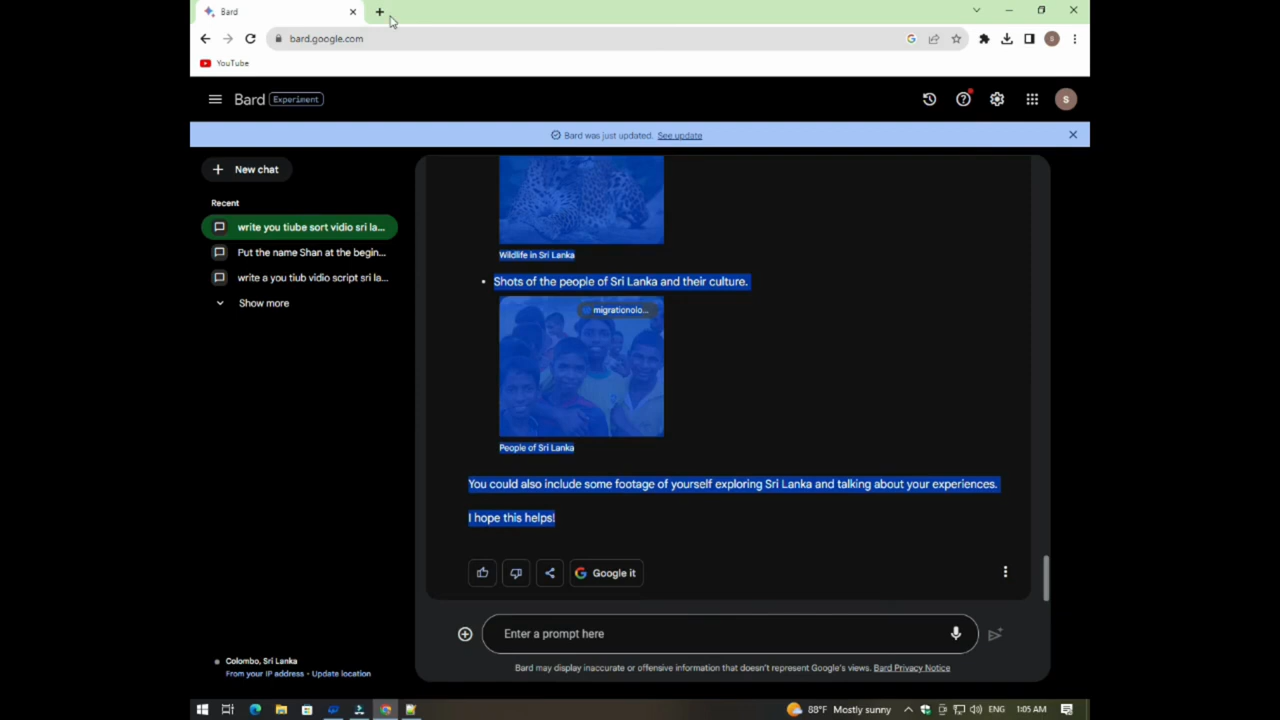 Bard
bard.google.com
YouTube
Bard Experiment
S
Bard was just updated. See update
New chat
Recent
write you tiube sort vidio sri la...
Put the name Shan at the begin...
write a you tiub vidio script sri la...
Show more
Wildlife in Sri Lanka
• Shots of the people of Sri Lanka and their culture.
migrationolo...
People of Sri Lanka
You could also include some footage of yourself exploring Sri Lanka and talking about your experiences.
I hope this helps!
Google it
Enter a prompt here
Bard may display inaccurate or offensive information that doesn't represent Google's views. Bard Privacy Notice
Colombo, Sri Lanka
From your IP address • Update location
88°F Mostly sunny
ENG
1:05 AM